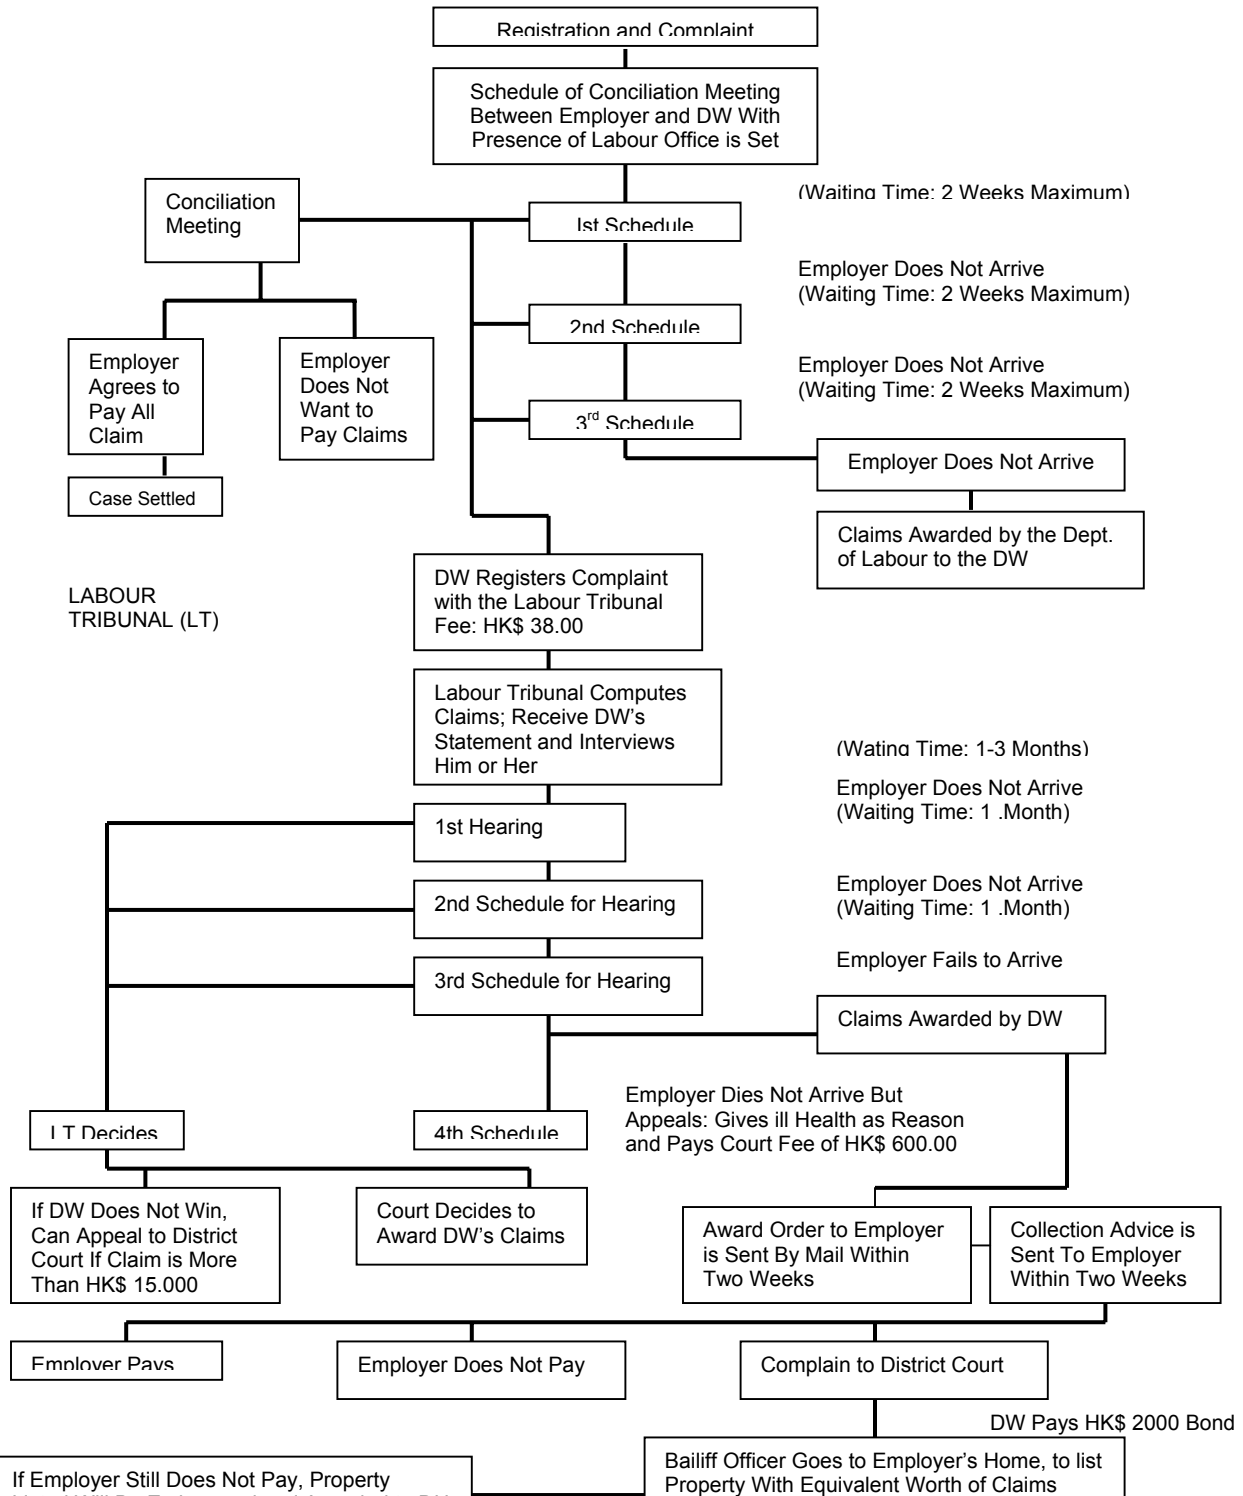 Registration and Complaint
Schedule of Conciliation Meeting
Between Employer and DW With
Presence of Labour Office is Set
Conciliation
Meeting
(Waiting Time: 2 Weeks Maximum)
Ist Schedule
Employer Does Not Arrive
(Waiting Time: 2 Weeks Maximum)
2nd Schedule
Employer
Agrees to
Pay All
Claim
Employer
Does Not
Want to
Pay Claims
Employer Does Not Arrive
(Waiting Time: 2 Weeks Maximum)
3rd Schedule
Employer Does Not Arrive
Case Settled
Claims Awarded by the Dept.
of Labour to the DW
LABOUR
TRIBUNAL (LT)
DW Registers Complaint
with the Labour Tribunal
Fee: HK$ 38.00
Labour Tribunal Computes
Claims; Receive DW's
Statement and Interviews
Him or Her
(Wating Time: 1-3 Months)
Employer Does Not Arrive
(Waiting Time: 1 .Month)
1st Hearing
Employer Does Not Arrive
(Waiting Time: 1 .Month)
2nd Schedule for Hearing
Employer Fails to Arrive
3rd Schedule for Hearing
Claims Awarded by DW
Employer Dies Not Arrive But
Appeals: Gives ill Health as Reason
and Pays Court Fee of HK$ 600.00
LT Decides
4th Schedule
If DW Does Not Win,
Can Appeal to District
Court If Claim is More
Than HK$ 15.000
Court Decides to
Award DW's Claims
Award Order to Employer
is Sent By Mail Within
Two Weeks
Collection Advice is
Sent To Employer
Within Two Weeks
Employer Pays
Employer Does Not Pay
Complain to District Court
DW Pays HK$ 2000 Bond
Bailiff Officer Goes to Employer's Home, to list
Property With Equivalent Worth of Claims
If Employer Still Does Not Pay, Property